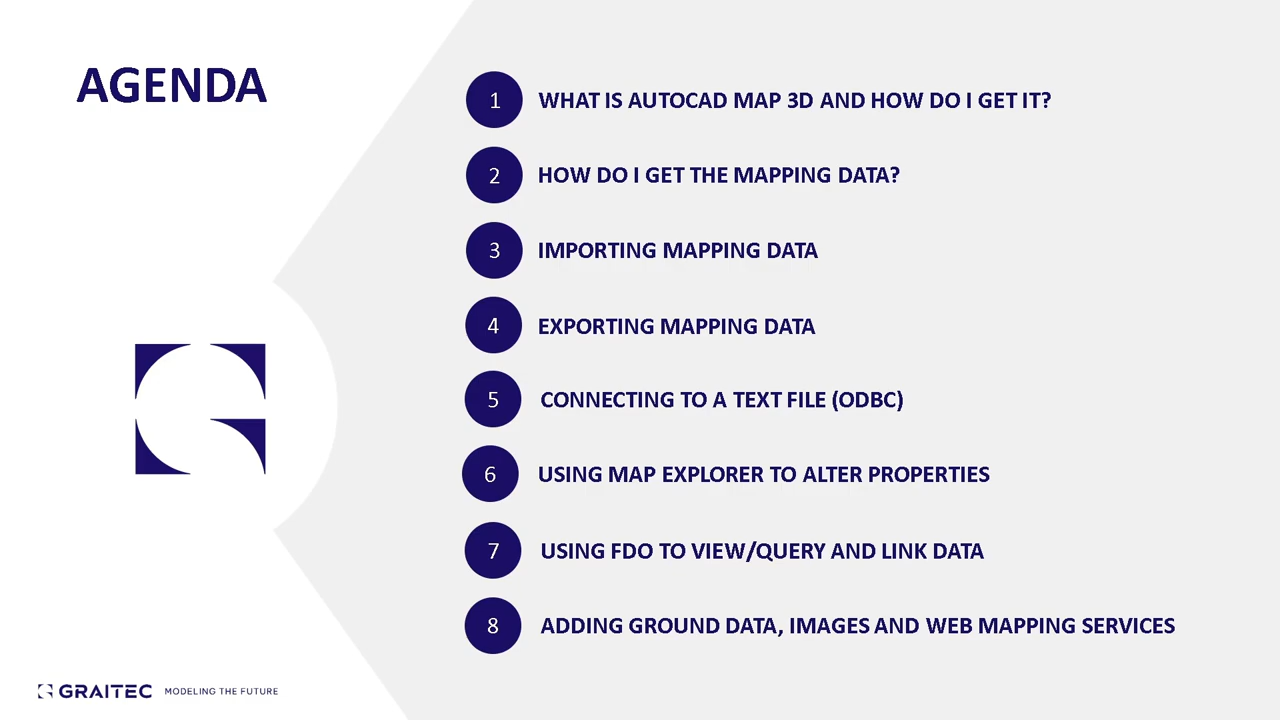 AGENDA
1 WHAT IS AUTOCAD MAP 3D AND HOW DO I GET IT?
2 HOW DO I GET THE MAPPING DATA?
3 IMPORTING MAPPING DATA
4 EXPORTING MAPPING DATA
5 CONNECTING TO A TEXT FILE (ODBC)
6 USING MAP EXPLORER TO ALTER PROPERTIES
7 USING FDO TO VIEW/QUERY AND LINK DATA
8 ADDING GROUND DATA, IMAGES AND WEB MAPPING SERVICES
GRAITEC MODELING THE FUTURE